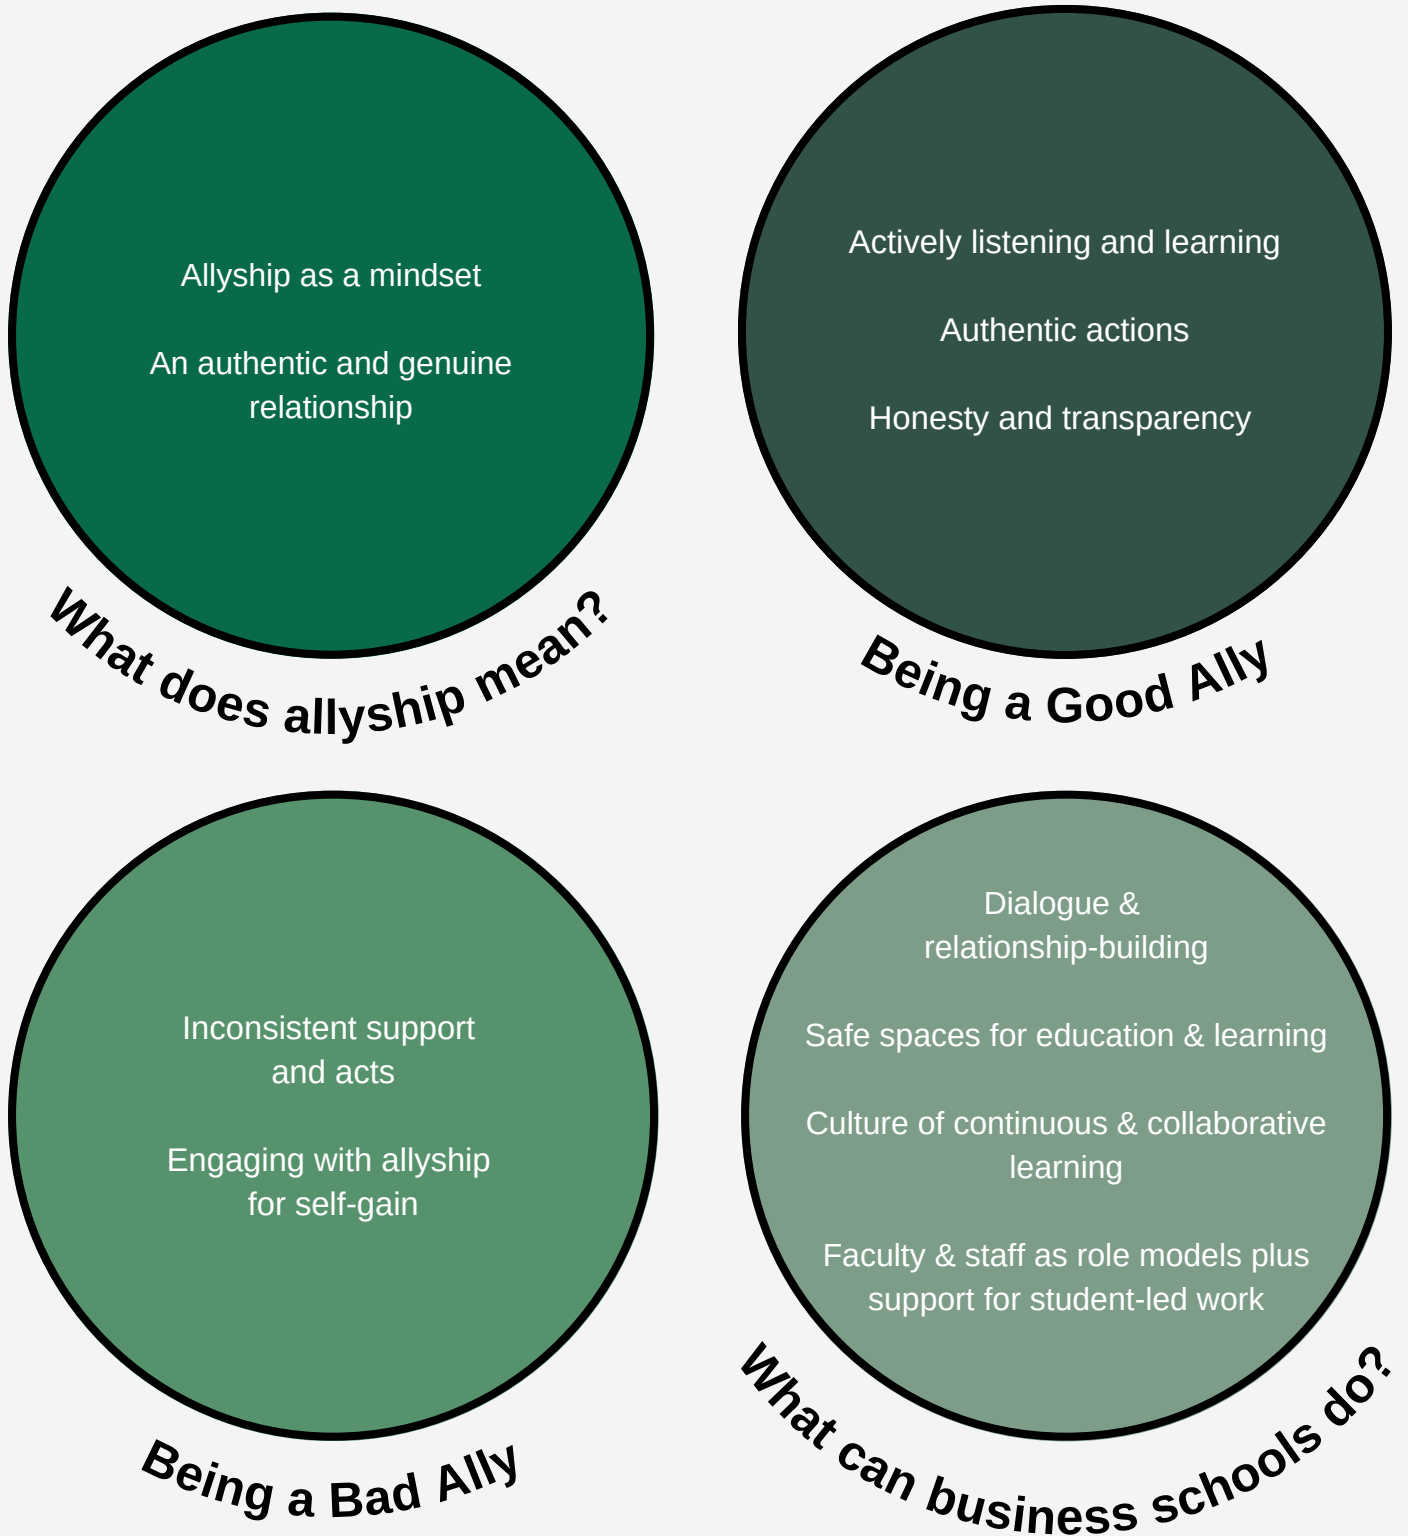 Allyship as a mindset
An authentic and genuine
relationship
What does allyship mean?
Actively listening and learning
Authentic actions
Honesty and transparency
Being a Good Ally
Inconsistent support
and acts
Engaging with allyship
for self-gain
Being a Bad Ally
Dialogue &
relationship-building
Safe spaces for education & learning
Culture of continuous & collaborative
learning
Faculty & staff as role models plus
support for student-led work
What can business schools do?